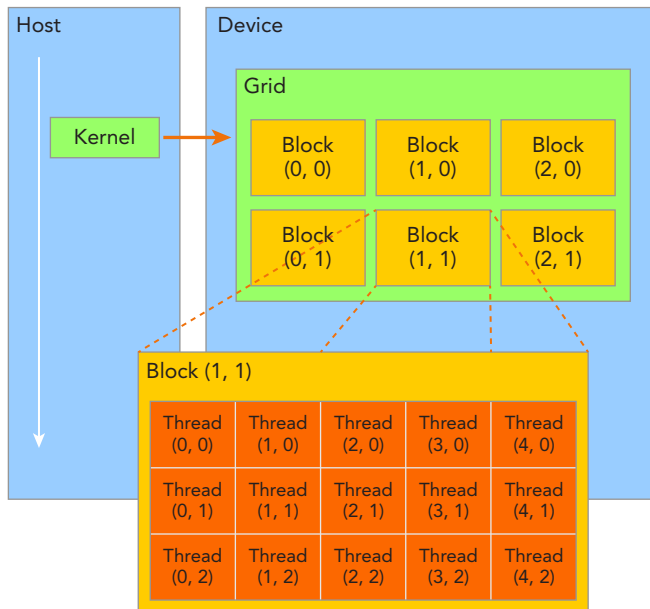 Host
Device
Grid
Kernel
Block Block Block
(0, 0) (1, 0) (2, 0)
Block Block Block
(0, 1) (1, 1) (2, 1)
Block (1, 1)
Thread Thread Thread Thread Thread
(0, 0) (1, 0) (2, 0) (3, 0) (4, 0)
Thread Thread Thread Thread Thread
(0, 1) (1, 1) (2, 1) (3, 1) (4, 1)
Thread Thread Thread Thread Thread
(0, 2) (1, 2) (2, 2) (3, 2) (4, 2)